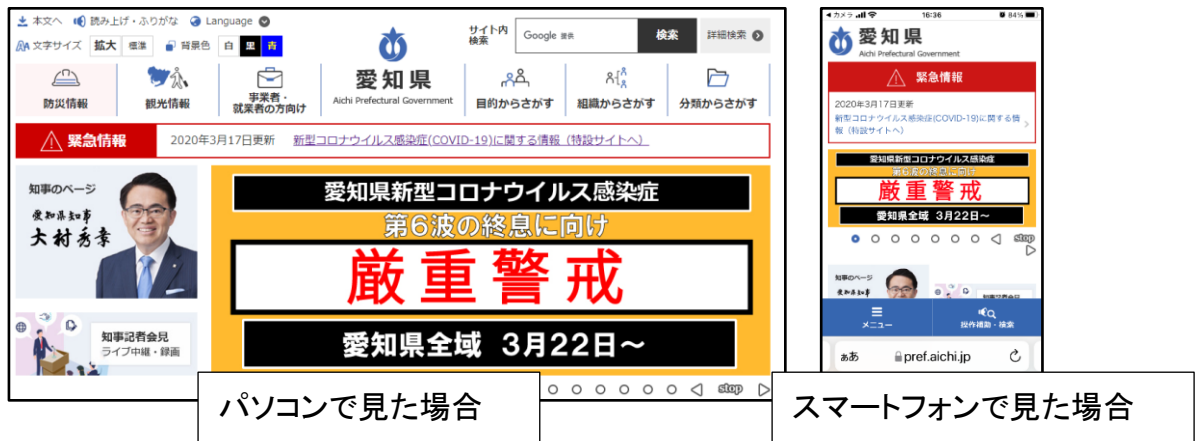 本文へ 読み上げ・ふりがな Language
文字サイズ 拡大 標準 背景色 白 黒 青
サイト内検索 Google 提供 検索 詳細検索
防災情報
観光情報
事業者・
就業者の方向け
愛知県
Aichi Prefectural Government
目的からさがす
組織からさがす
分類からさがす
緊急情報 2020年3月17日更新 新型コロナウイルス感染症(COVID-19)に関する情報（特設サイトへ）
知事のページ
愛知県知事
大村秀章
知事記者会見
ライブ中継・録画
愛知県新型コロナウイルス感染症
第6波の終息に向け
厳重警戒
愛知県全域 3月22日～
stop
パソコンで見た場合
カメラ 16:36 84%
愛知県
Aichi Prefectural Government
緊急情報
2020年3月17日更新
新型コロナウイルス感染症(COVID-19)に関する情
報（特設サイトへ）
愛知県新型コロナウイルス感染症
第6波の終息に向け
厳重警戒
愛知県全域 3月22日～
stop
知事のページ
愛知県知事
メニュー
操作補助・検索
ああ pref.aichi.jp
スマートフォンで見た場合